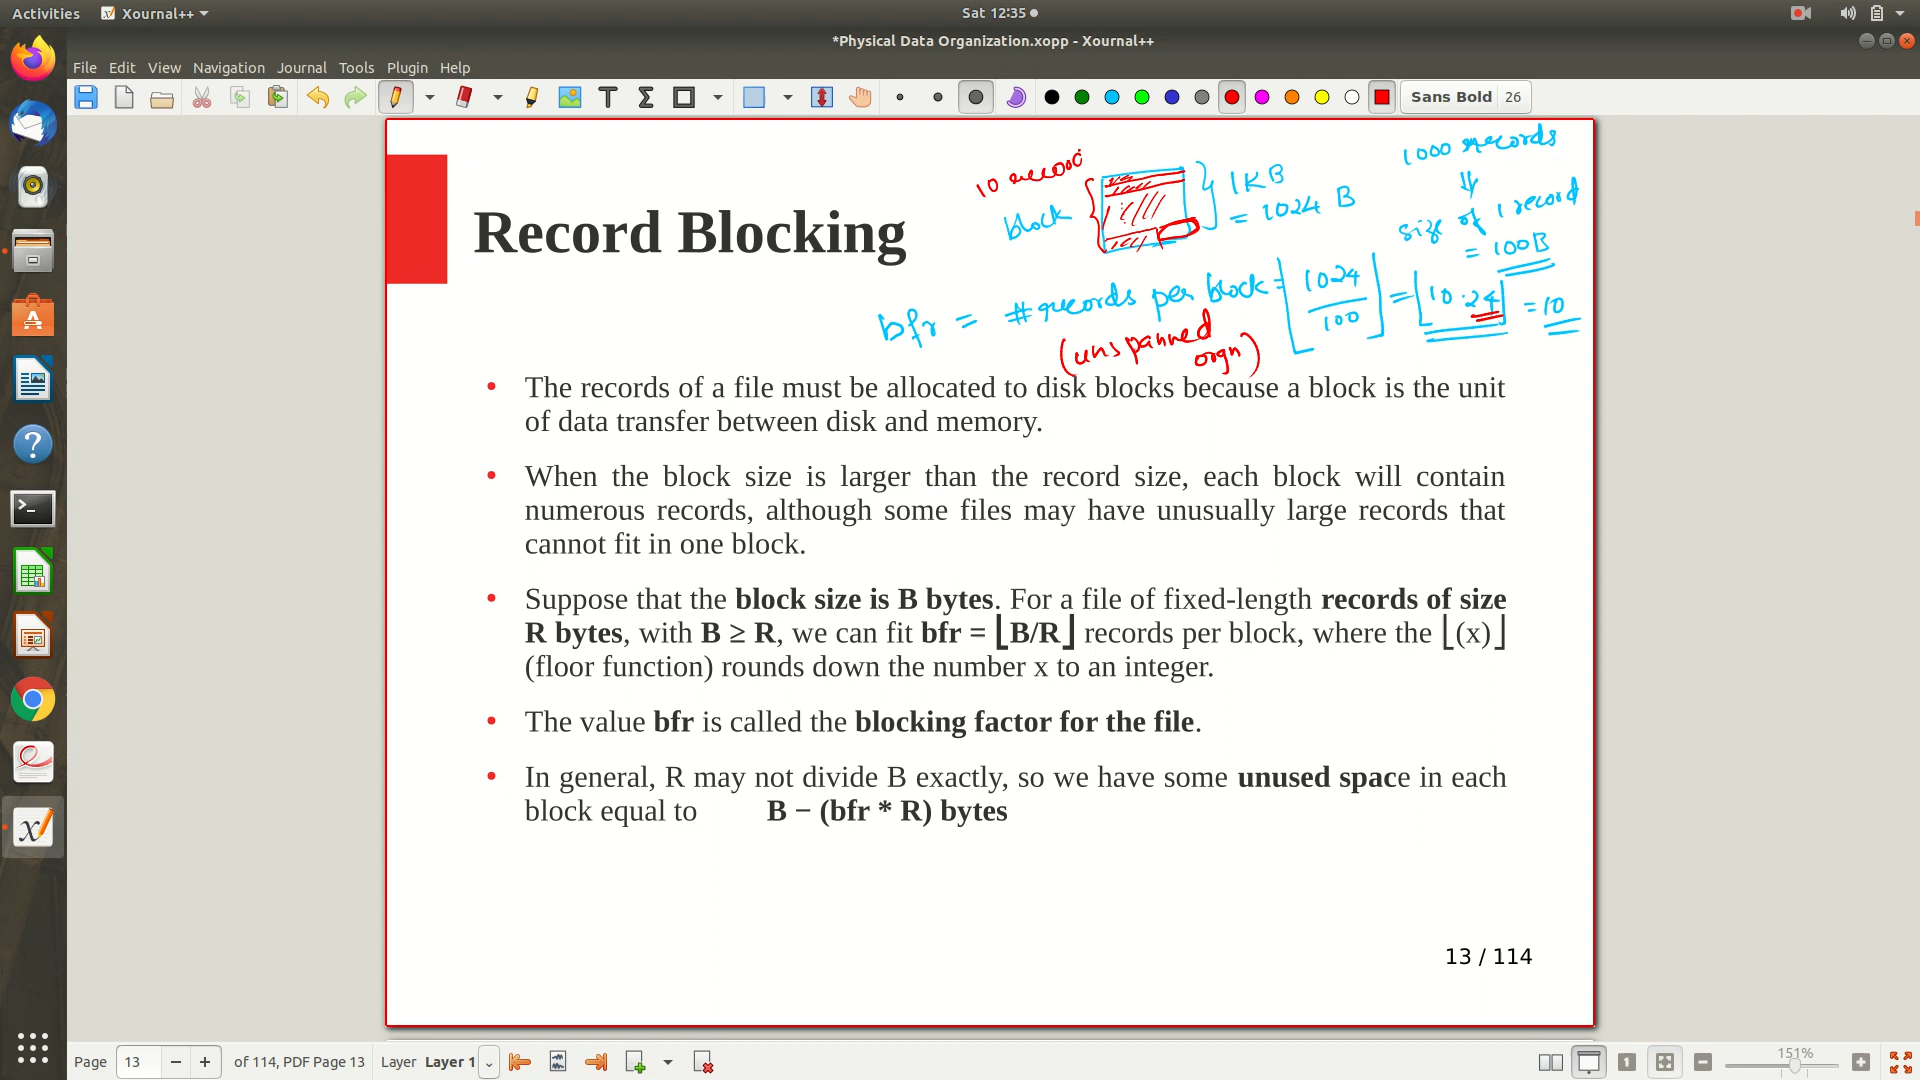 Activities Xournal++ Sat 12:35
*Physical Data Organization.xopp - Xournal++
File Edit View Navigation Journal Tools Plugin Help
Sans Bold 26
1000 records
size of 1 record
= 100B
10 record
block
1KB
= 1024 B
Record Blocking
bfr = # records per block = ⌊1024/100⌋ = ⌊10.24⌋ = 10
(unspanned
orgn)
• The records of a file must be allocated to disk blocks because a block is the unit
of data transfer between disk and memory.
• When the block size is larger than the record size, each block will contain
numerous records, although some files may have unusually large records that
cannot fit in one block.
• Suppose that the block size is B bytes. For a file of fixed-length records of size
R bytes, with B ≥ R, we can fit bfr = ⌊B/R⌋ records per block, where the ⌊(x)⌋
(floor function) rounds down the number x to an integer.
• The value bfr is called the blocking factor for the file.
• In general, R may not divide B exactly, so we have some unused space in each
block equal to B − (bfr * R) bytes
13 / 114
Page 13 of 114, PDF Page 13 Layer Layer 1 151%